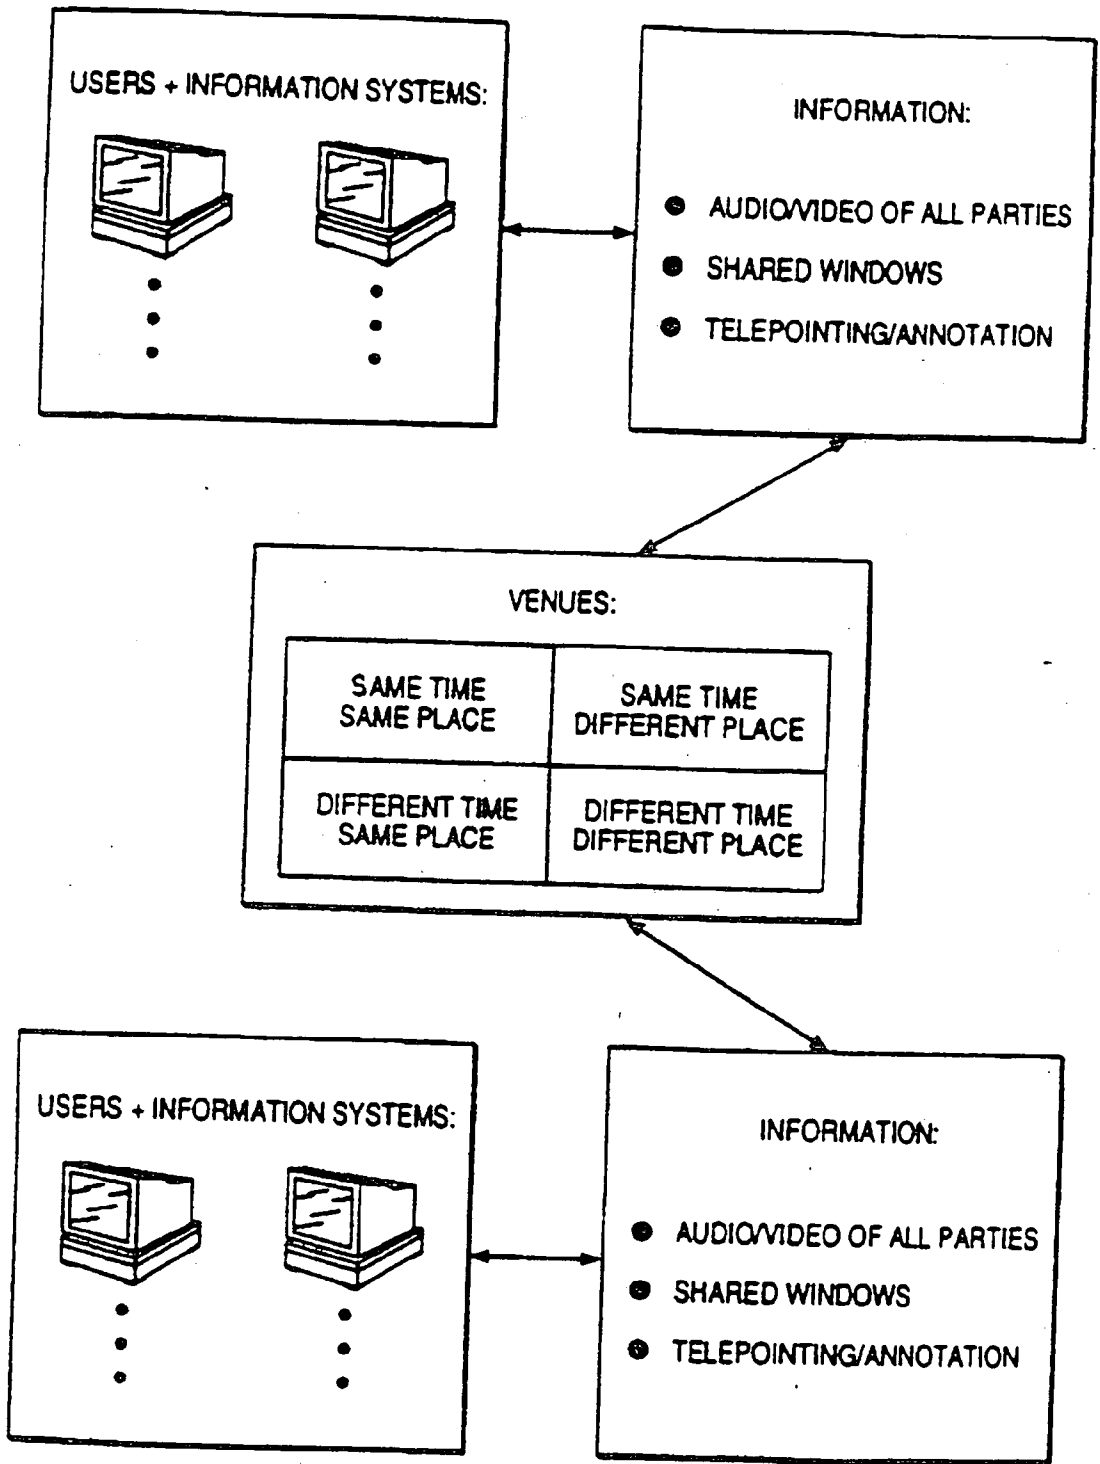 USERS + INFORMATION SYSTEMS:
INFORMATION:
● AUDIO/VIDEO OF ALL PARTIES
● SHARED WINDOWS
● TELEPOINTING/ANNOTATION
VENUES:
SAME TIME
SAME PLACE
SAME TIME
DIFFERENT PLACE
DIFFERENT TIME
SAME PLACE
DIFFERENT TIME
DIFFERENT PLACE
USERS + INFORMATION SYSTEMS:
INFORMATION:
● AUDIO/VIDEO OF ALL PARTIES
● SHARED WINDOWS
● TELEPOINTING/ANNOTATION